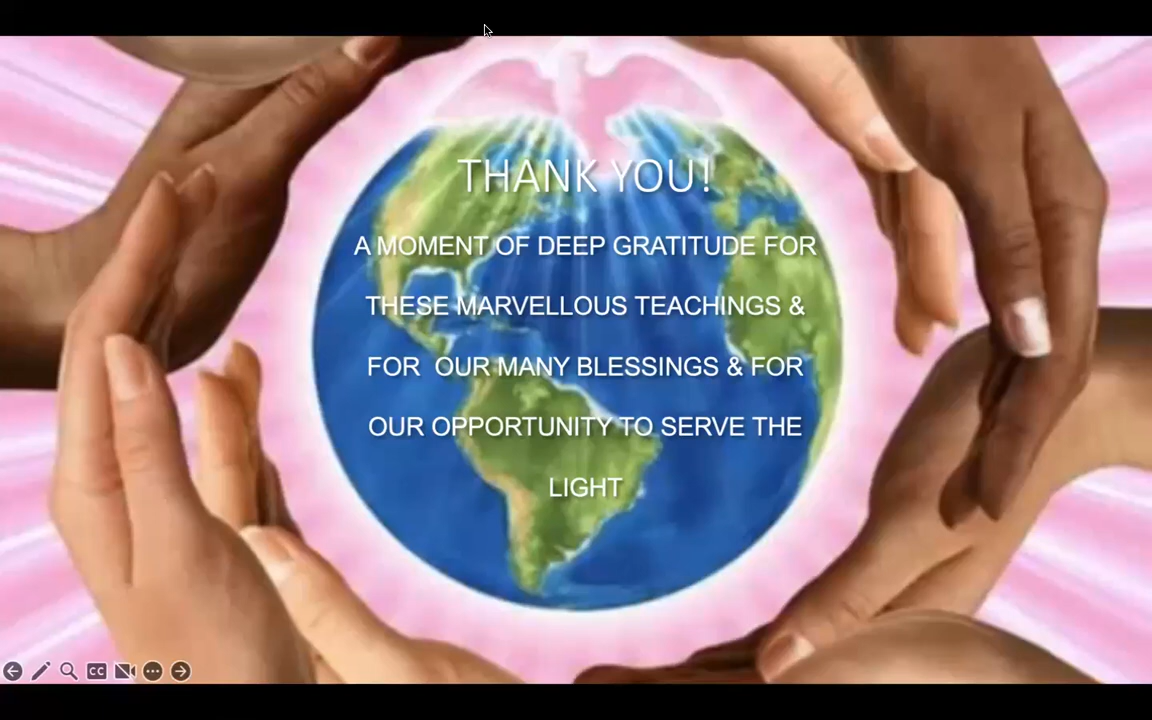 THANK YOU!
A MOMENT OF DEEP GRATITUDE FOR
THESE MARVELLOUS TEACHINGS &
FOR  OUR MANY BLESSINGS & FOR
OUR OPPORTUNITY TO SERVE THE
LIGHT
CC